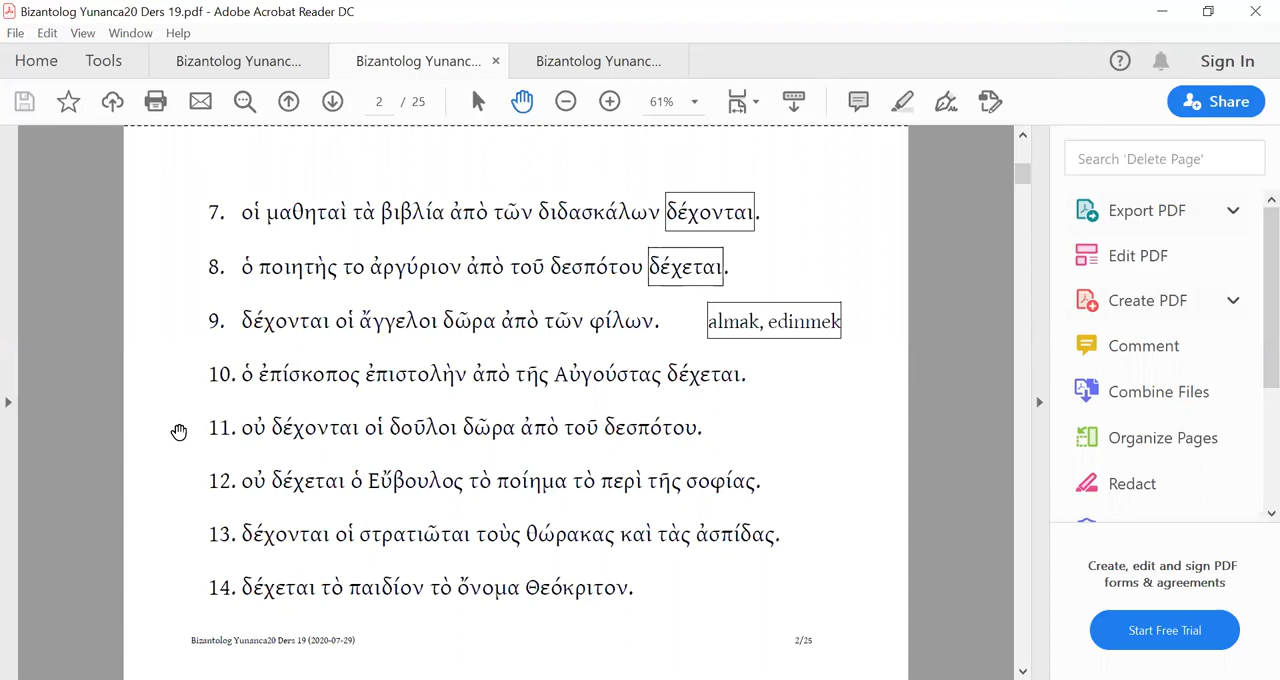 Bizantolog Yunanca20 Ders 19.pdf - Adobe Acrobat Reader DC
File Edit View Window Help
Home Tools Bizantolog Yunanc... Bizantolog Yunanc... × Bizantolog Yunanc... Sign In
2 / 25 61% Share
7. οἱ μαθηταὶ τὰ βιβλία ἀπὸ τῶν διδασκάλων δέχονται.
8. ὁ ποιητὴς το ἀργύριον ἀπὸ τοῦ δεσπότου δέχεται.
9. δέχονται οἱ ἄγγελοι δῶρα ἀπὸ τῶν φίλων. almak, edinmek
10. ὁ ἐπίσκοπος ἐπιστολὴν ἀπὸ τῆς Αὐγούστας δέχεται.
11. οὐ δέχονται οἱ δοῦλοι δῶρα ἀπὸ τοῦ δεσπότου.
12. οὐ δέχεται ὁ Εὔβουλος τὸ ποίημα τὸ περὶ τῆς σοφίας.
13. δέχονται οἱ στρατιῶται τοὺς θώρακας καὶ τὰς ἀσπίδας.
14. δέχεται τὸ παιδίον τὸ ὄνομα Θεόκριτον.
Bizantolog Yunanca20 Ders 19 (2020-07-29) 2/25
Search 'Delete Page'
Export PDF
Edit PDF
Create PDF
Comment
Combine Files
Organize Pages
Redact
Create, edit and sign PDF
forms & agreements
Start Free Trial